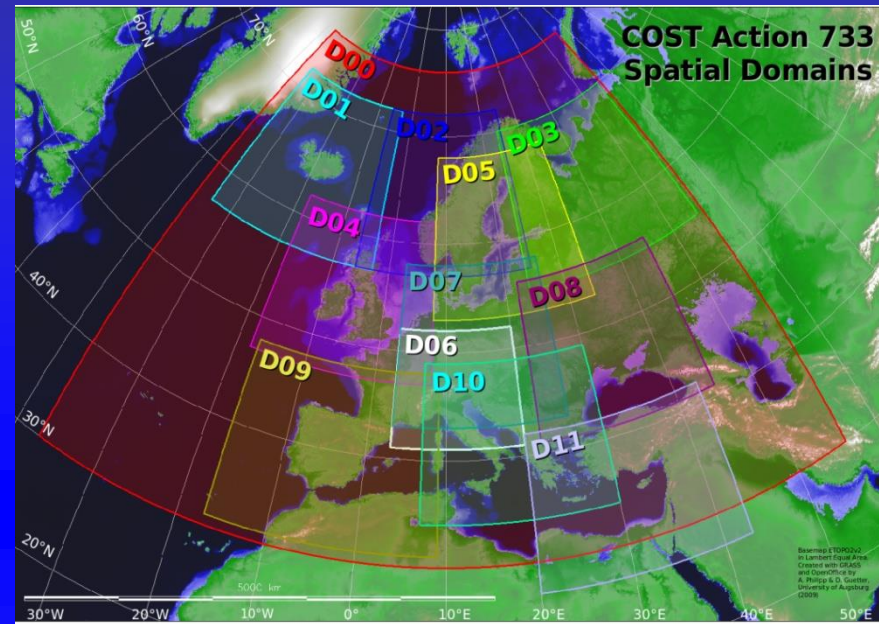 COST Action 733
Spatial Domains
50°N
60°N
70°N
D00
D01
D02
D03
D05
D04
D07
D08
40°N
D06
D09
D10
D11
30°N
20°N
Basemap ETOPO2v2
in Lambert Equal Area
Created with GRASS
and OpenOffice by
A. Philipp & D. Guetter,
University of Augsburg
(2009)
500C km
30°W
20°W
10°W
0°
10°E
20°E
30°E
40°E
50°E